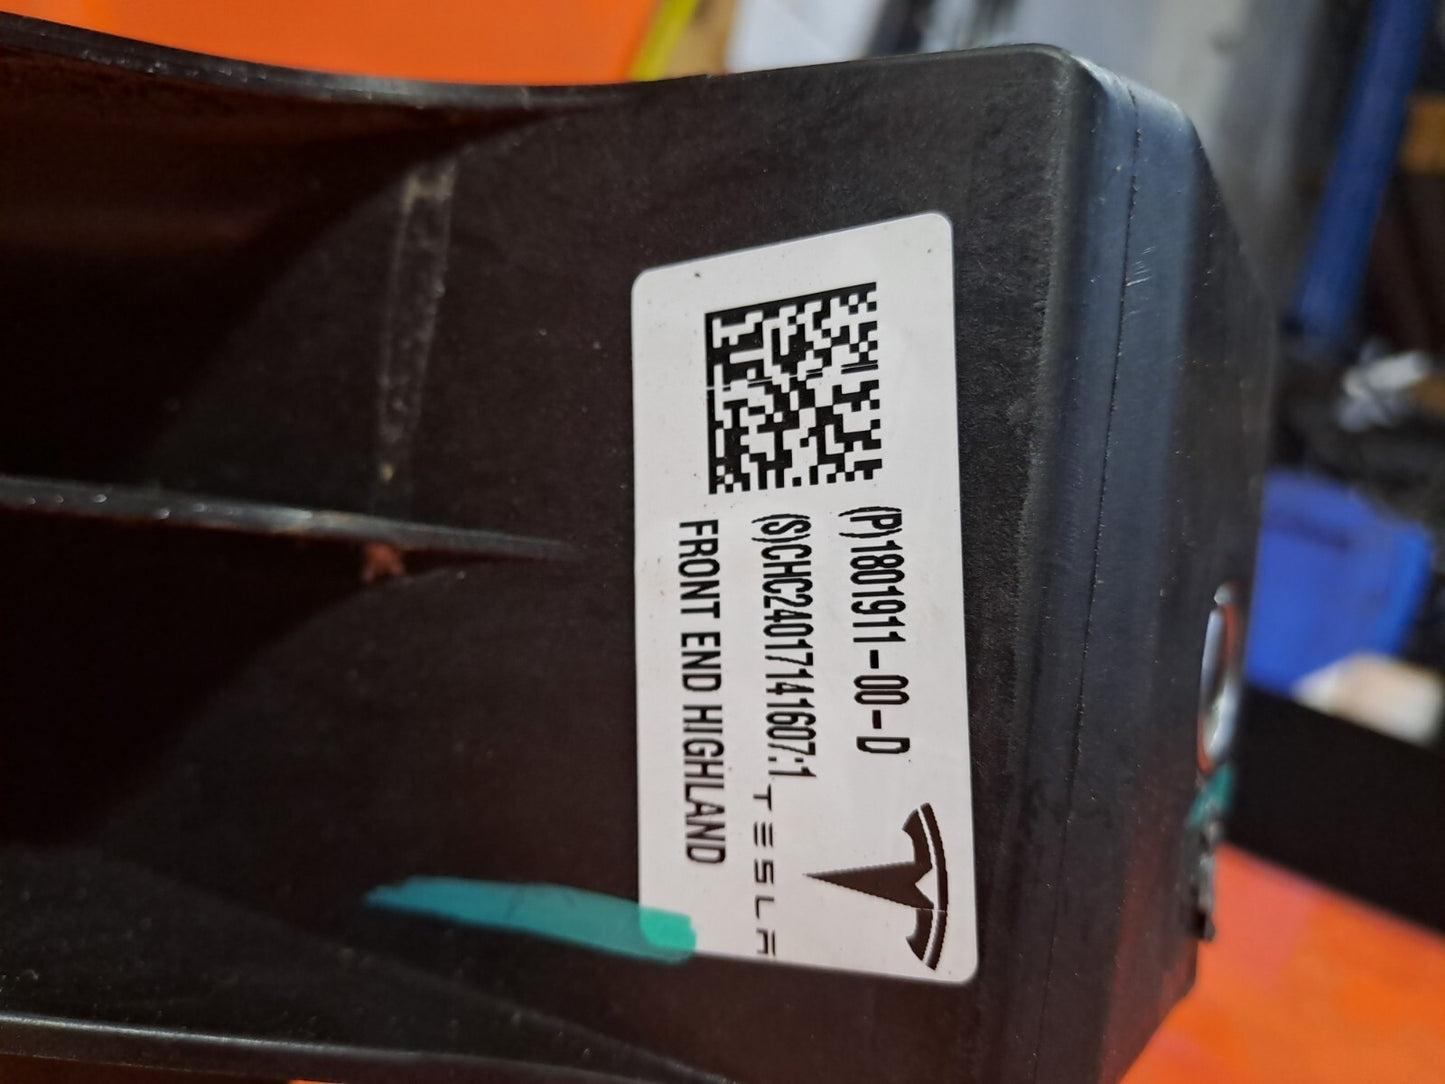 (P)1801911-00-D
(S)CHC24017141607:1
FRONT END HIGHLAND
TESLA